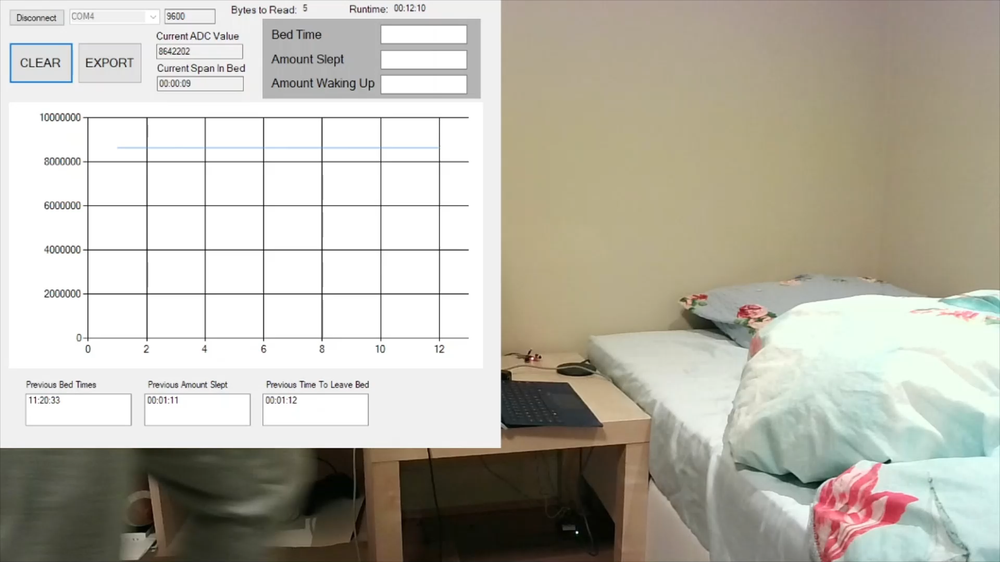 Disconnect COM4 9600 Bytes to Read: 5 Runtime: 00:12:10
CLEAR EXPORT
Current ADC Value
8642202
Current Span In Bed
00:00:09
Bed Time
Amount Slept
Amount Waking Up
10000000
8000000
6000000
4000000
2000000
0
0 2 4 6 8 10 12
Previous Bed Times Previous Amount Slept Previous Time To Leave Bed
11:20:33 00:01:11 00:01:12